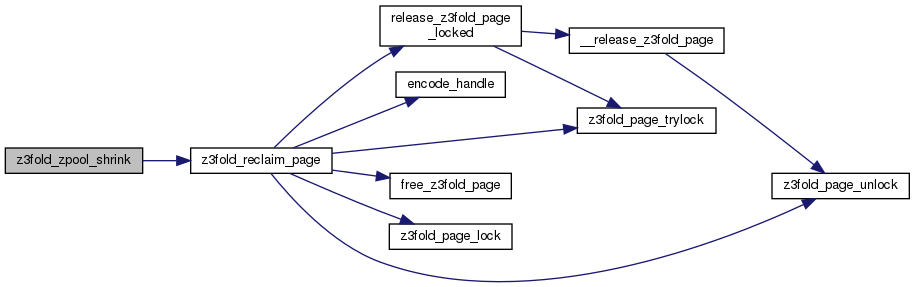 release_z3fold_page
_locked
__release_z3fold_page
encode_handle
z3fold_page_trylock
z3fold_zpool_shrink
z3fold_reclaim_page
free_z3fold_page
z3fold_page_unlock
z3fold_page_lock